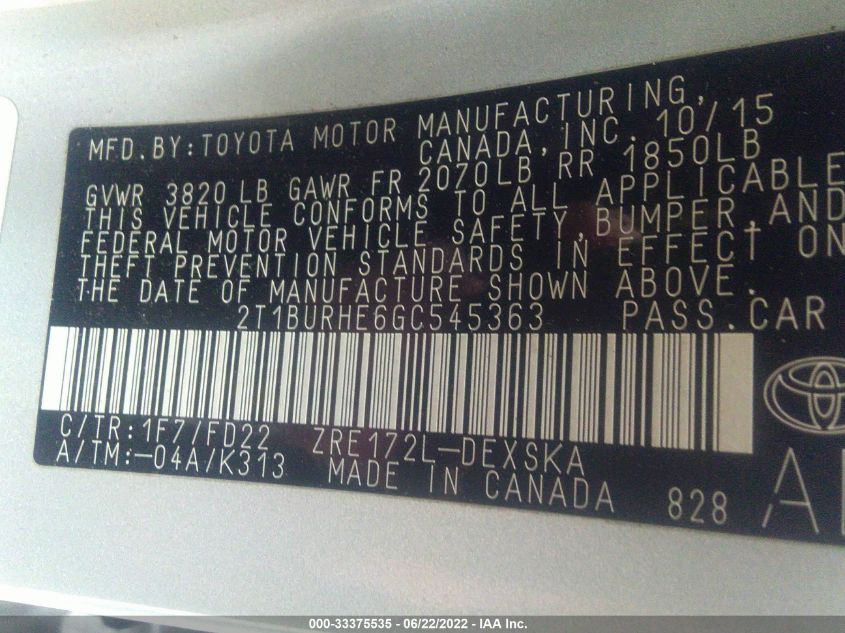 MFD.BY:TOYOTA MOTOR MANUFACTURING,
CANADA,INC. 10/15
GVWR 3820 LB GAWR FR 2070LB RR 1850LB
THIS VEHICLE CONFORMS TO ALL APPLICABLE
FEDERAL MOTOR VEHICLE SAFETY,BUMPER,AND
THEFT PREVENTION STANDARDS IN EFFECT ON
THE DATE OF MANUFACTURE SHOWN ABOVE.
2T1BURHE6GC545363 PASS.CAR
C/TR:1F7/FD22 ZRE172L-DEXSKA
A/TM:-04A/K313 MADE IN CANADA 828
000-33375535 - 06/22/2022 - IAA Inc.